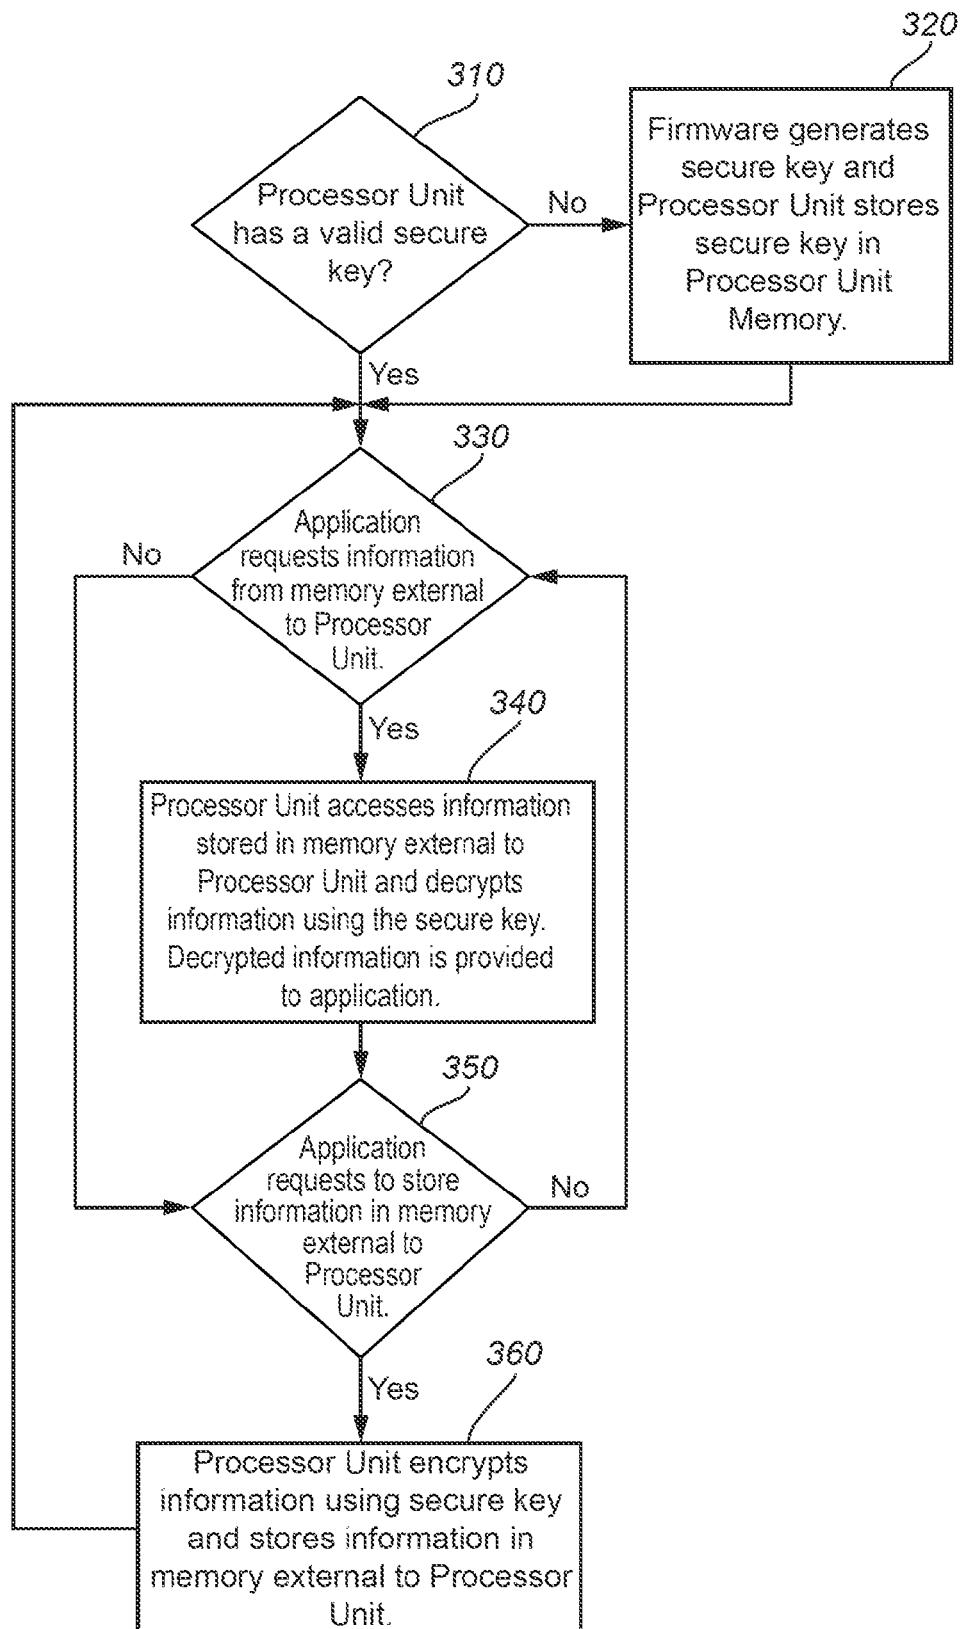 320
310
Firmware generates
secure key and
Processor Unit stores
secure key in
Processor Unit
Memory.
Processor Unit
has a valid secure
key?
No
Yes
330
Application
requests information
from memory external
to Processor
Unit.
No
Yes
340
Processor Unit accesses information
stored in memory external to
Processor Unit and decrypts
information using the secure key.
Decrypted information is provided
to application.
350
Application
requests to store
information in memory
external to
Processor
Unit.
No
Yes
360
Processor Unit encrypts
information using secure key
and stores information in
memory external to Processor
Unit.